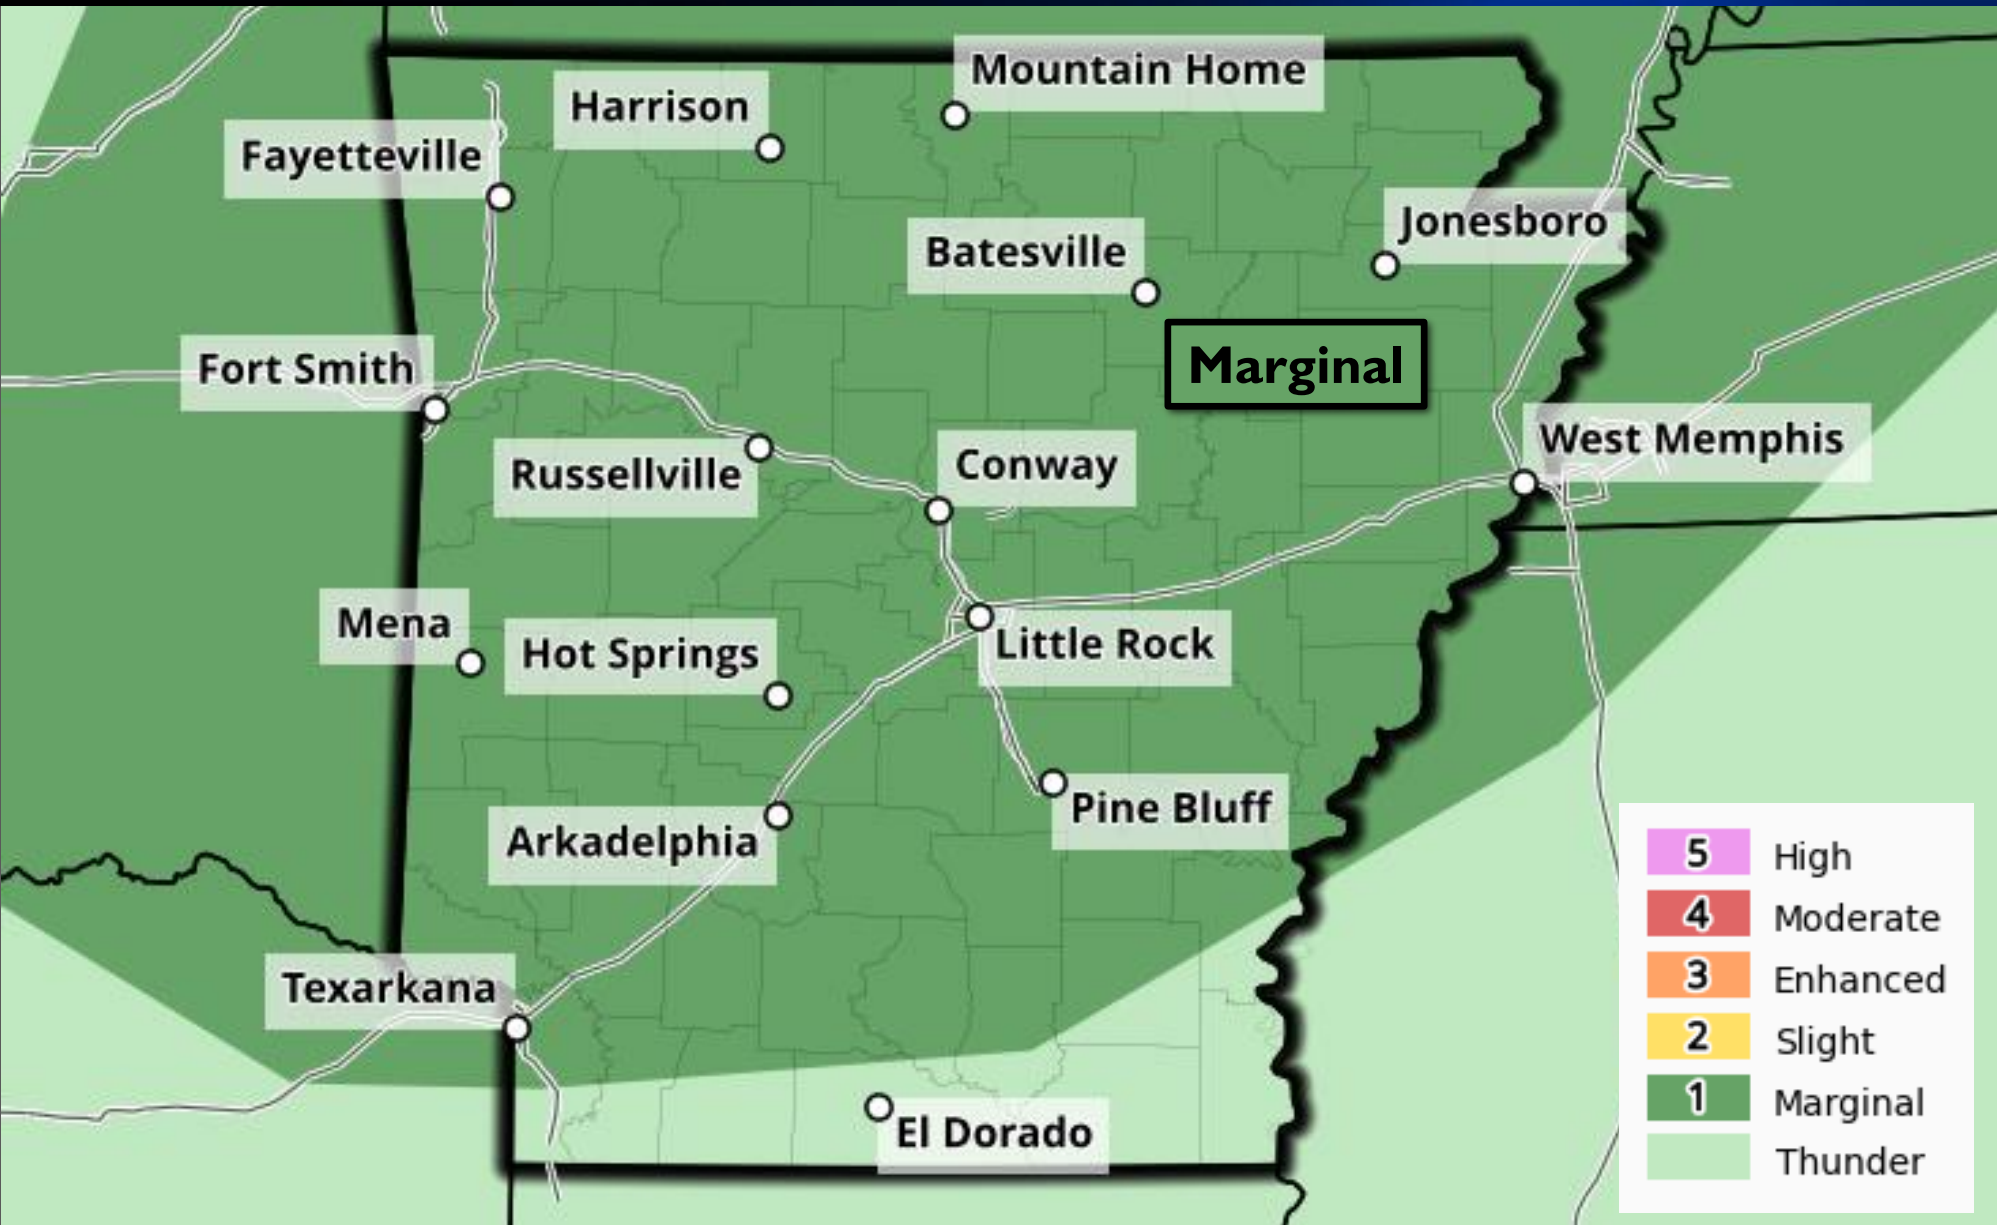 Mountain Home
Harrison
Fayetteville
Jonesboro
Batesville
Fort Smith
Marginal
West Memphis
Russellville
Conway
Mena
Hot Springs
Little Rock
Pine Bluff
Arkadelphia
Texarkana
El Dorado
5 High
4 Moderate
3 Enhanced
2 Slight
1 Marginal
Thunder